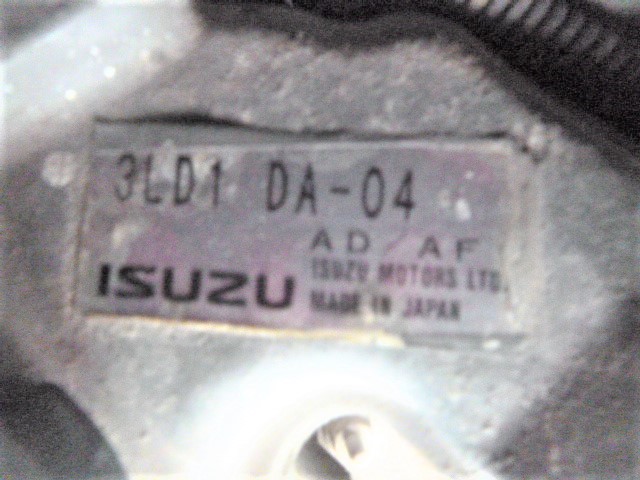 3LD1 DA-04
AD AF
ISUZU MOTORS LTD.
ISUZU
MADE IN JAPAN